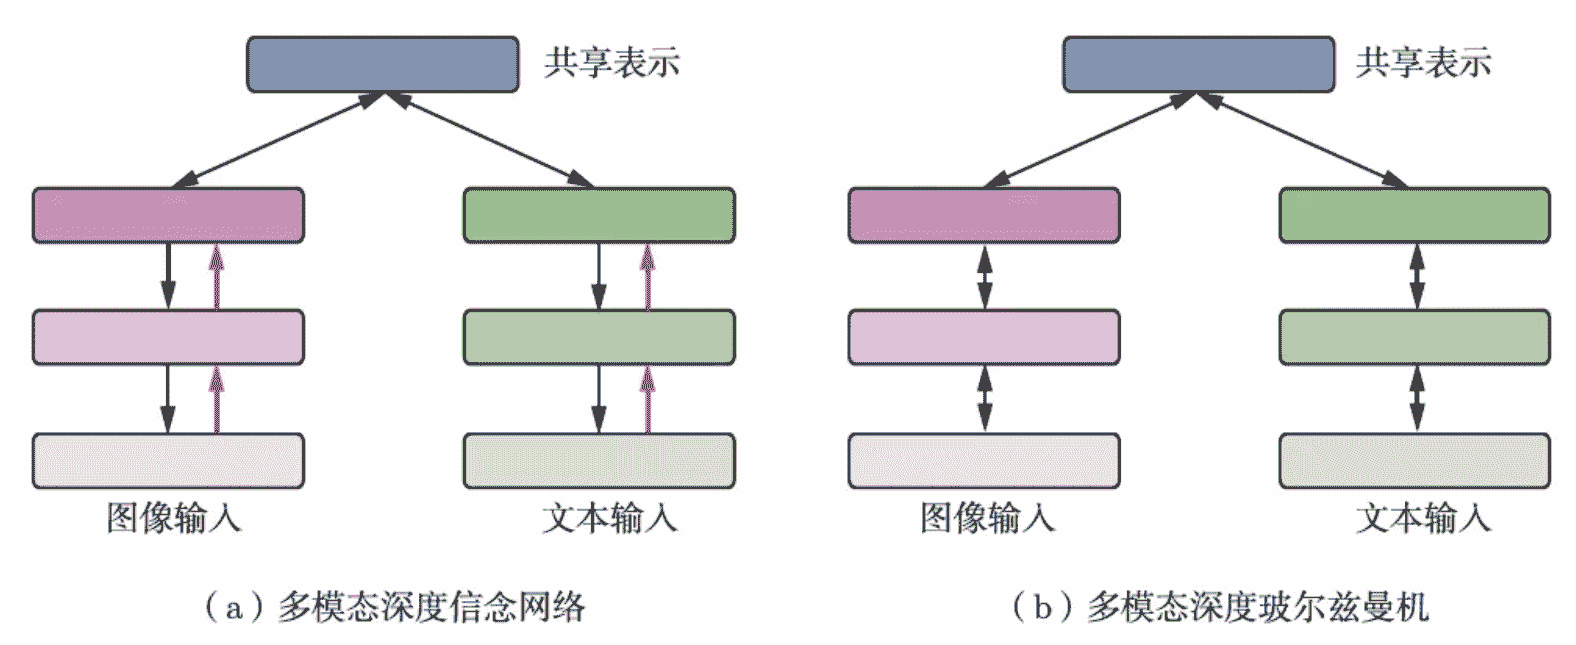 共享表示
共享表示
图像输入
文本输入
图像输入
文本输入
（a）多模态深度信念网络
（b）多模态深度玻尔兹曼机